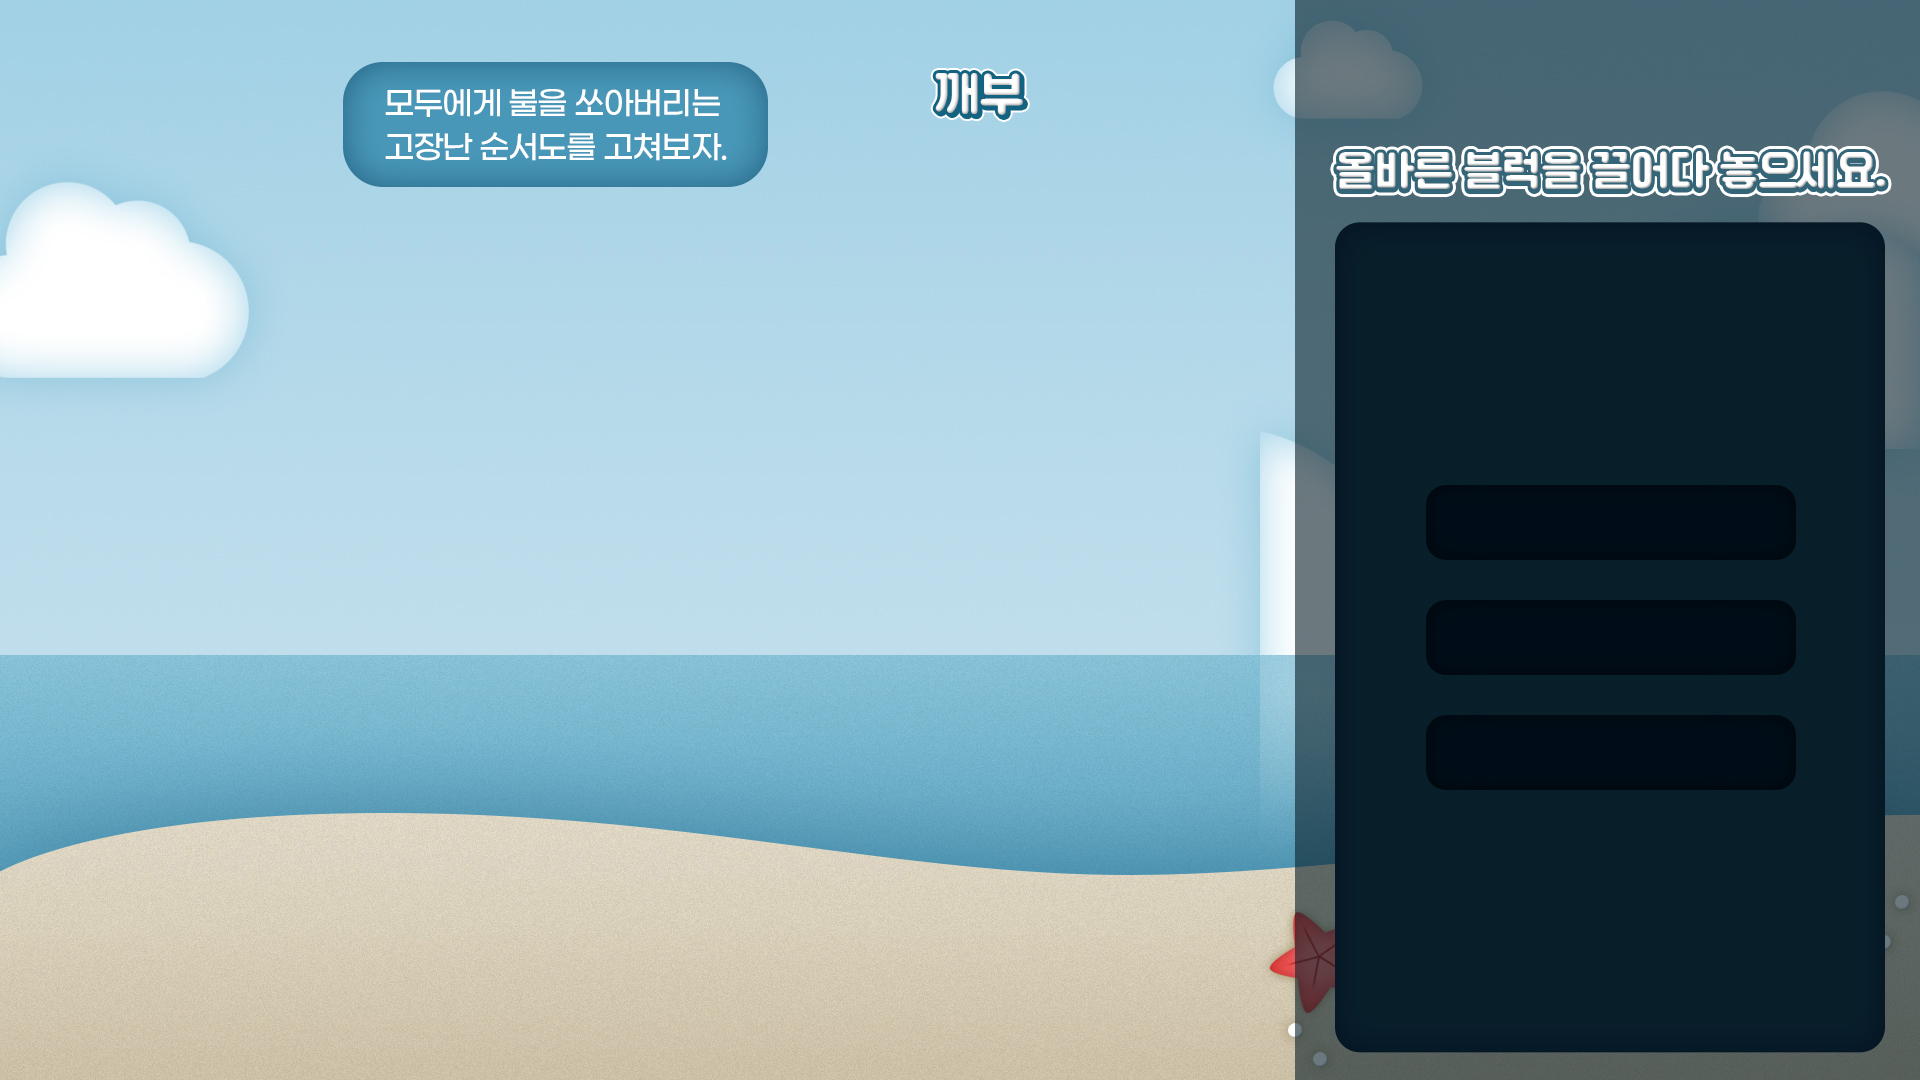 모두에게 불을 쏘아버리는
고장난 순서도를 고쳐보자.
깨부
올바른 블럭을 끌어다 놓으세요.